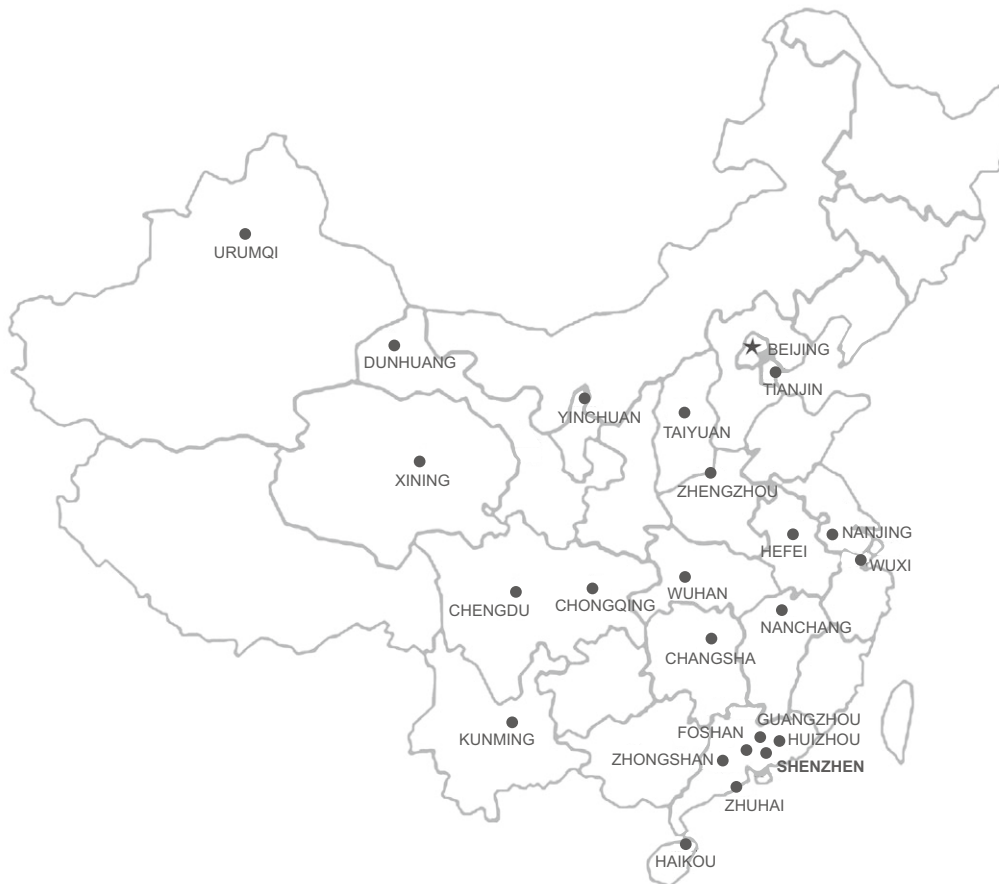 URUMQI
DUNHUANG
BEIJING
TIANJIN
YINCHUAN
TAIYUAN
XINING
ZHENGZHOU
NANJING
HEFEI
WUXI
CHENGDU
CHONGQING
WUHAN
NANCHANG
CHANGSHA
GUANGZHOU
FOSHAN
HUIZHOU
KUNMING
ZHONGSHAN
SHENZHEN
ZHUHAI
HAIKOU